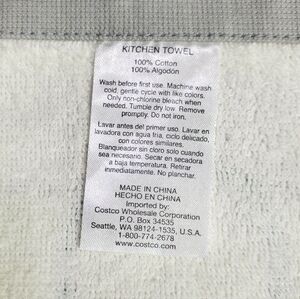 KITCHEN TOWEL
100% Cotton
100% Algodón
Wash before first use. Machine wash
cold, gentle cycle with like colors.
Only non-chlorine bleach when
needed. Tumble dry low. Remove
promptly. Do not iron.
Lavar antes del primer uso. Lavar en
lavadora con agua fria, ciclo delicado,
con colores similares.
Blanqueador sin cloro solo cuando
sea necesario. Secar en secadora
a baja temperatura. Retirar
inmediatamente. No planchar.
MADE IN CHINA
HECHO EN CHINA
Imported by:
Costco Wholesale Corporation
P.O. Box 34535
Seattle, WA 98124-1535, U.S.A.
1-800-774-2678
www.costco.com